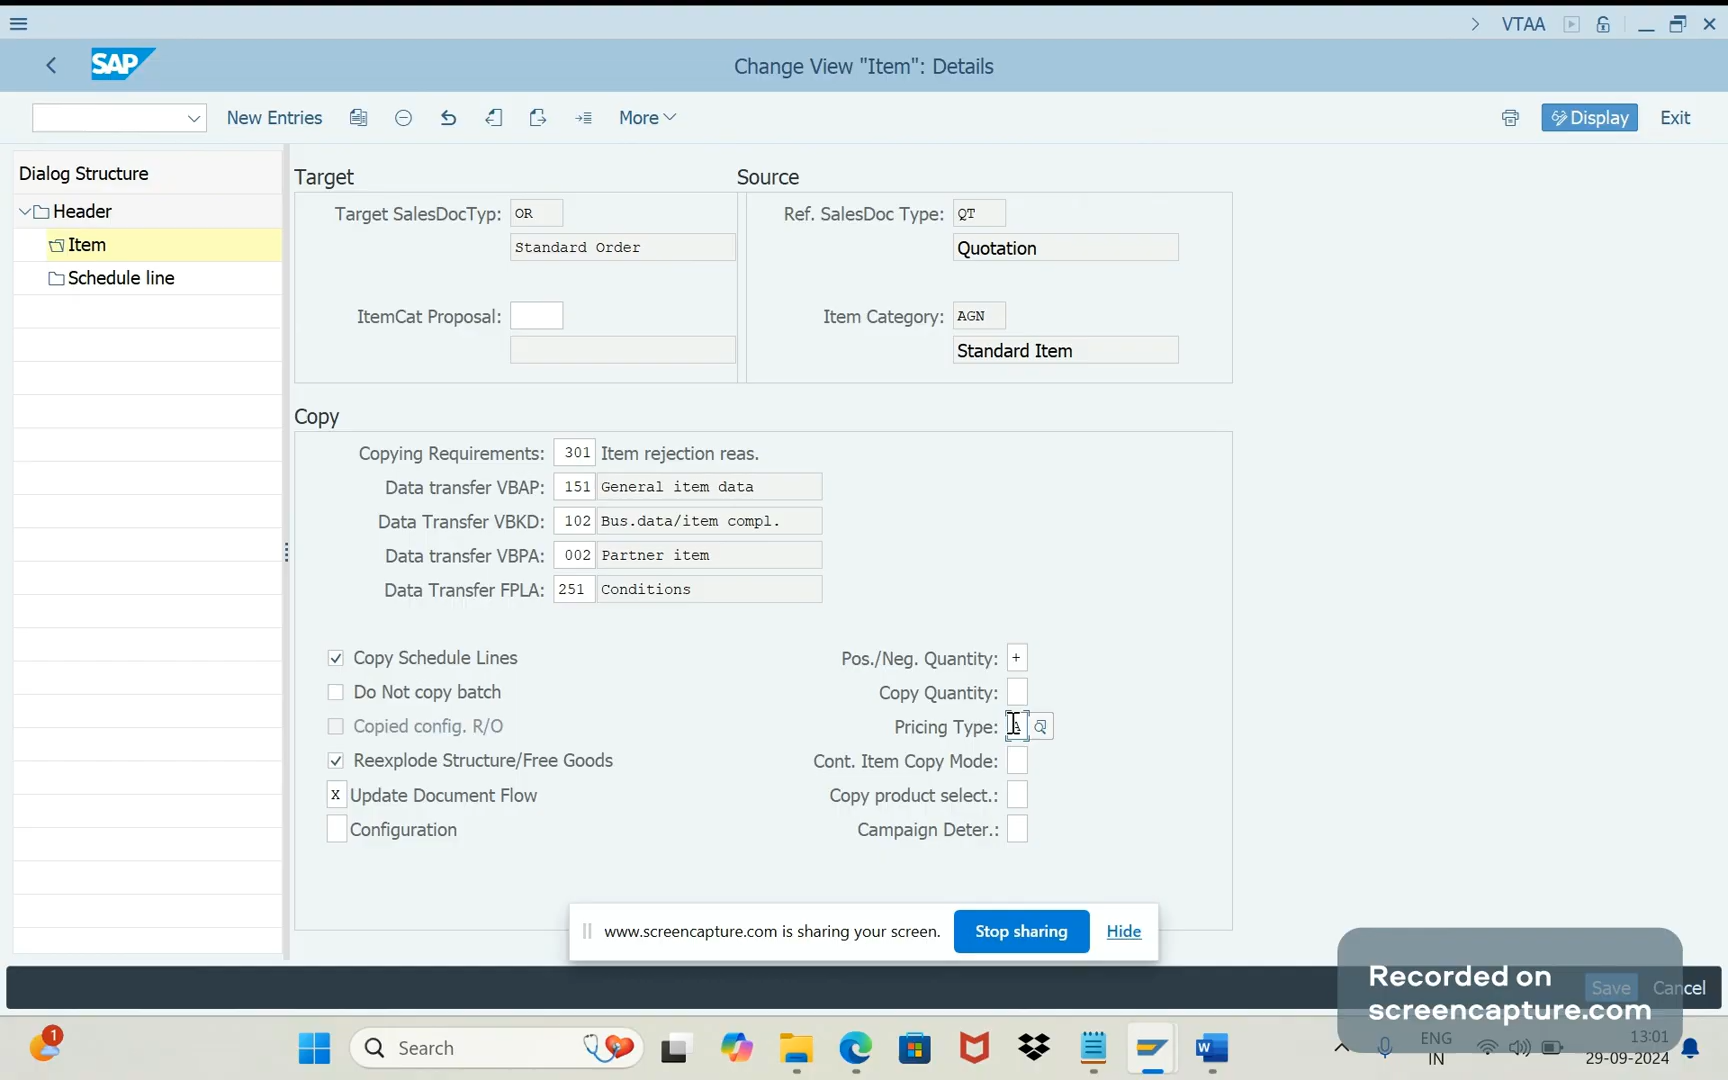 VTAA
SAP
Change View "Item": Details
New Entries
More
Display
Exit
Dialog Structure
Header
Item
Schedule line
Target
Source
Target SalesDocTyp: OR
Standard Order
Ref. SalesDoc Type: QT
Quotation
ItemCat Proposal:
Item Category: AGN
Standard Item
Copy
Copying Requirements: 301 Item rejection reas.
Data transfer VBAP: 151 General item data
Data Transfer VBKD: 102 Bus.data/item compl.
Data transfer VBPA: 002 Partner item
Data Transfer FPLA: 251 Conditions
Copy Schedule Lines
Do Not copy batch
Copied config. R/O
Reexplode Structure/Free Goods
X Update Document Flow
Configuration
Pos./Neg. Quantity: +
Copy Quantity:
Pricing Type:
Cont. Item Copy Mode:
Copy product select.:
Campaign Deter.:
www.screencapture.com is sharing your screen.
Stop sharing
Hide
Save
Cancel
Recorded on
screencapture.com
1
Search
W
ENG
IN
13:01
29-09-2024